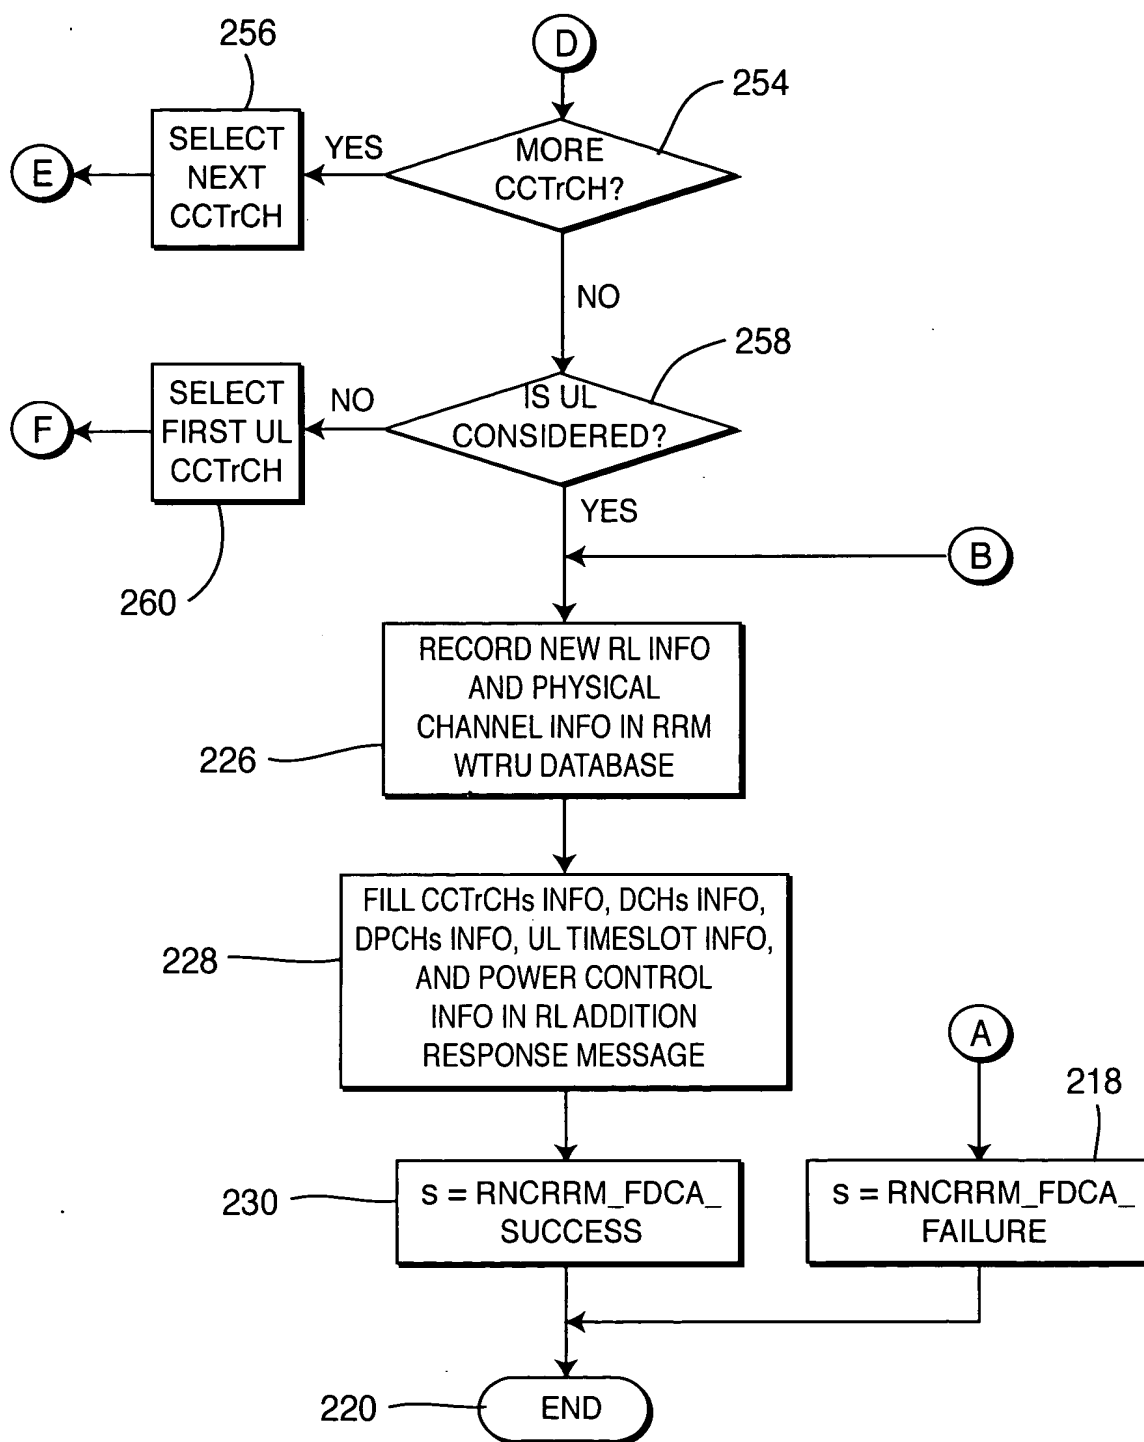 256
D
254
SELECT
NEXT
CCTrCH
YES
MORE
CCTrCH?
E
NO
258
SELECT
FIRST UL
CCTrCH
NO
IS UL
CONSIDERED?
F
YES
B
260
RECORD NEW RL INFO
AND PHYSICAL
CHANNEL INFO IN RRM
WTRU DATABASE
226
FILL CCTrCHs INFO, DCHs INFO,
DPCHs INFO, UL TIMESLOT INFO,
AND POWER CONTROL
INFO IN RL ADDITION
RESPONSE MESSAGE
228
A
218
s = RNCRRM_FDCA_
SUCCESS
230
s = RNCRRM_FDCA_
FAILURE
220
END